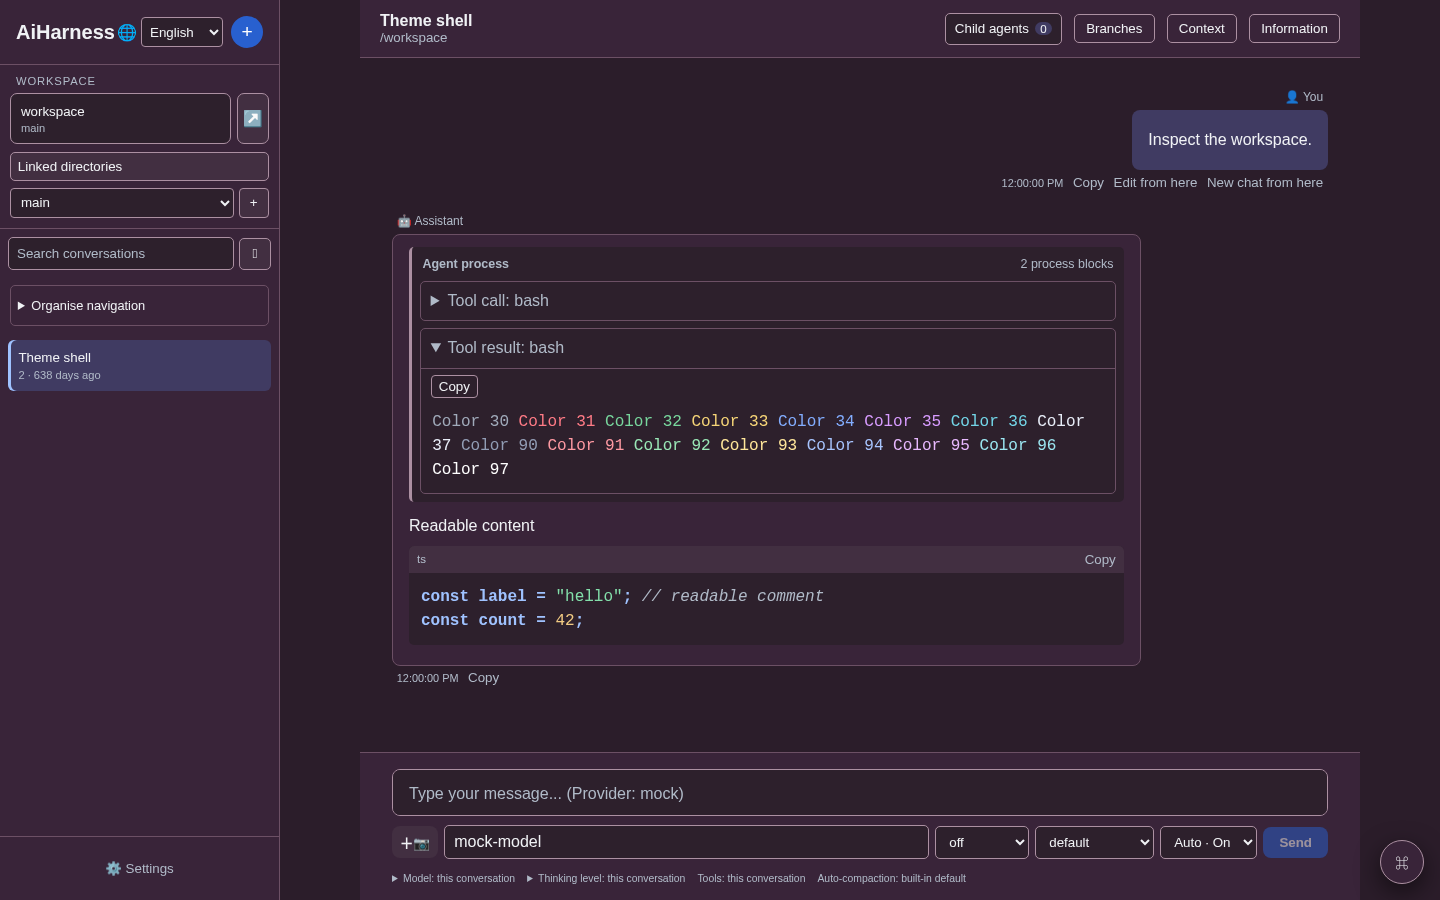 AiHarness
English
+
WORKSPACE
workspace
main
Linked directories
main
+
Search conversations
Organise navigation
Theme shell
2 · 638 days ago
Settings
Theme shell
/workspace
Child agents 0
Branches
Context
Information
You
Inspect the workspace.
12:00:00 PM Copy Edit from here New chat from here
Assistant
Agent process
2 process blocks
Tool call: bash
Tool result: bash
Copy
Color 30 Color 31 Color 32 Color 33 Color 34 Color 35 Color 36 Color
37 Color 90 Color 91 Color 92 Color 93 Color 94 Color 95 Color 96
Color 97
Readable content
ts
Copy
const label = "hello"; // readable comment
const count = 42;
12:00:00 PM Copy
Type your message... (Provider: mock)
+
mock-model
off
default
Auto · On
Send
Model: this conversation
Thinking level: this conversation
Tools: this conversation
Auto-compaction: built-in default
⌘